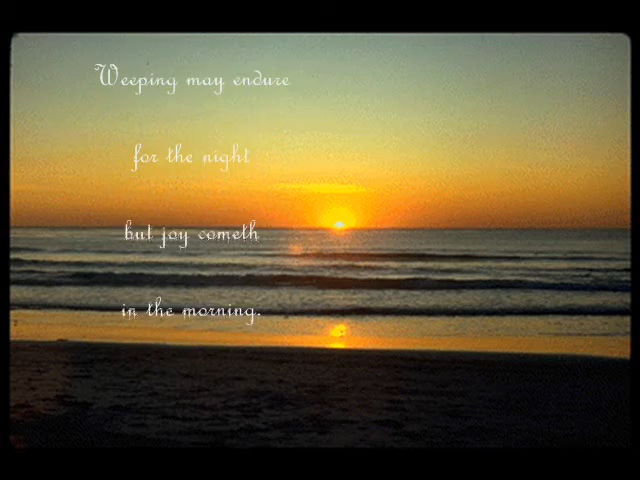 Weeping may endure
for the night
but joy cometh
in the morning.